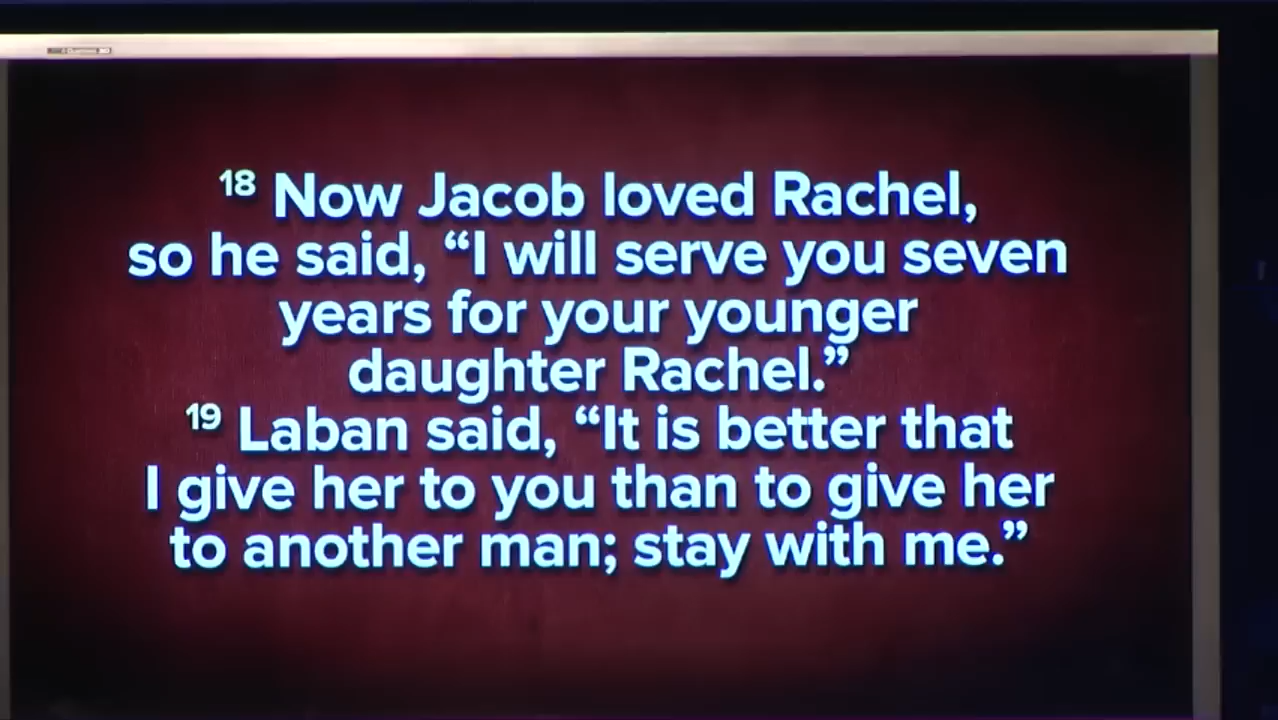 18 Now Jacob loved Rachel,
so he said, “I will serve you seven
years for your younger
daughter Rachel.”
19 Laban said, “It is better that
I give her to you than to give her
to another man; stay with me.”